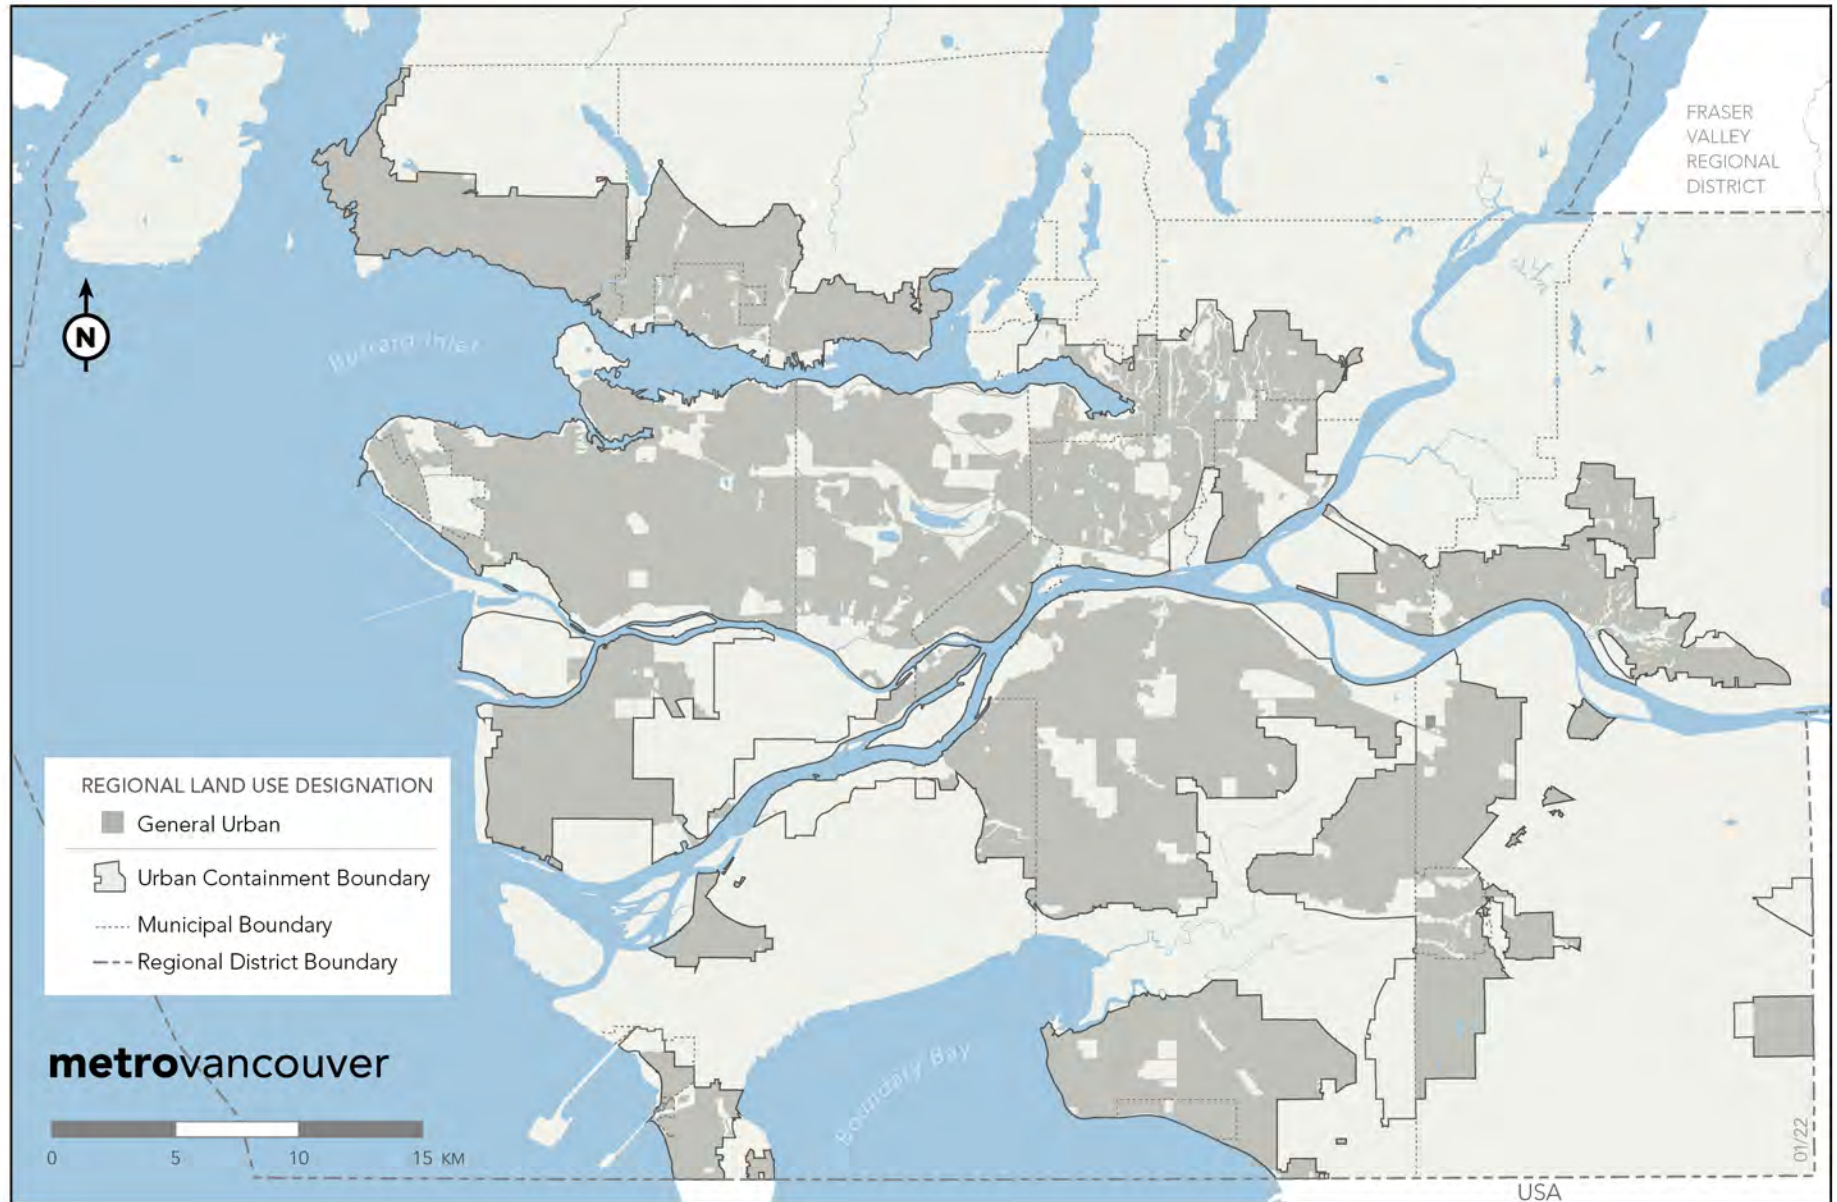 FRASER
VALLEY
REGIONAL
DISTRICT
N
Burrard Inlet
REGIONAL LAND USE DESIGNATION
General Urban
Urban Containment Boundary
Municipal Boundary
Regional District Boundary
metrovancouver
Boundary Bay
0 5 10 15 KM
01/22
USA